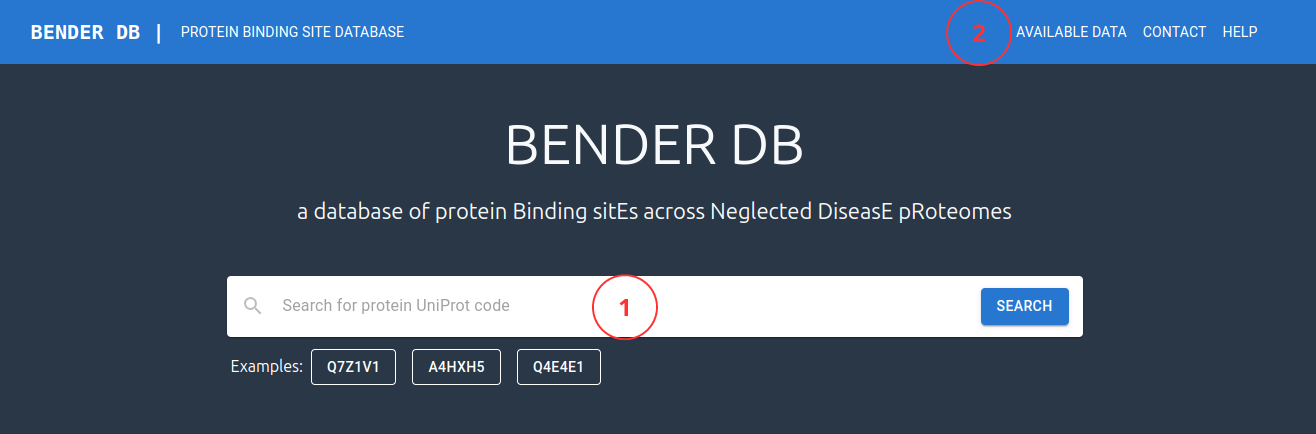 BENDER DB | PROTEIN BINDING SITE DATABASE 2 AVAILABLE DATA CONTACT HELP
BENDER DB
a database of protein Binding sitEs across Neglected DiseasE pRoteomes
Search for protein UniProt code 1 SEARCH
Examples: Q7Z1V1 A4HXH5 Q4E4E1